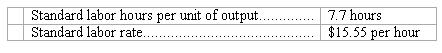 Standard labor hours per unit of output.............. 7.7 hours
Standard labor rate................................................ $15.55 per hour